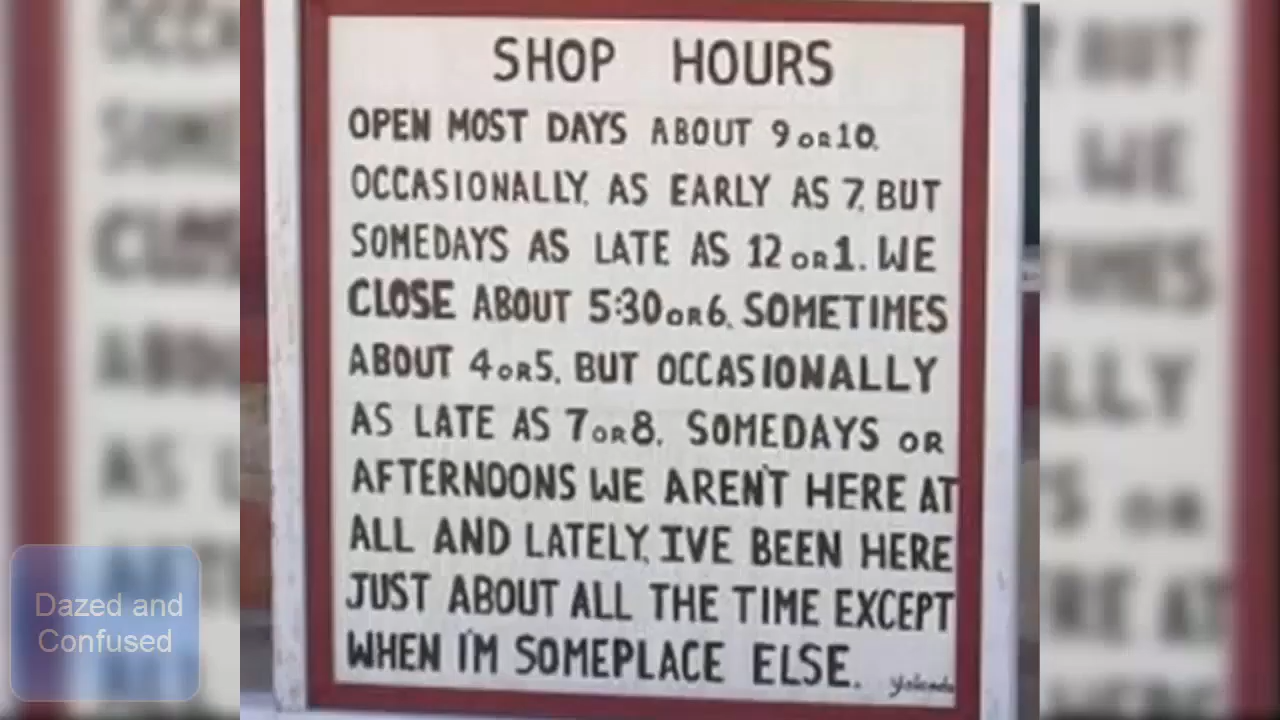 SHOP HOURS
OPEN MOST DAYS ABOUT 9 OR 10.
OCCASIONALLY, AS EARLY AS 7, BUT
SOMEDAYS AS LATE AS 12 OR 1. WE
CLOSE ABOUT 5:30 OR 6. SOMETIMES
ABOUT 4 OR 5. BUT OCCASIONALLY
AS LATE AS 7 OR 8. SOMEDAYS OR
AFTERNOONS WE AREN'T HERE AT
ALL AND LATELY, I'VE BEEN HERE
JUST ABOUT ALL THE TIME EXCEPT
WHEN I'M SOMEPLACE ELSE.
Dazed and
Confused